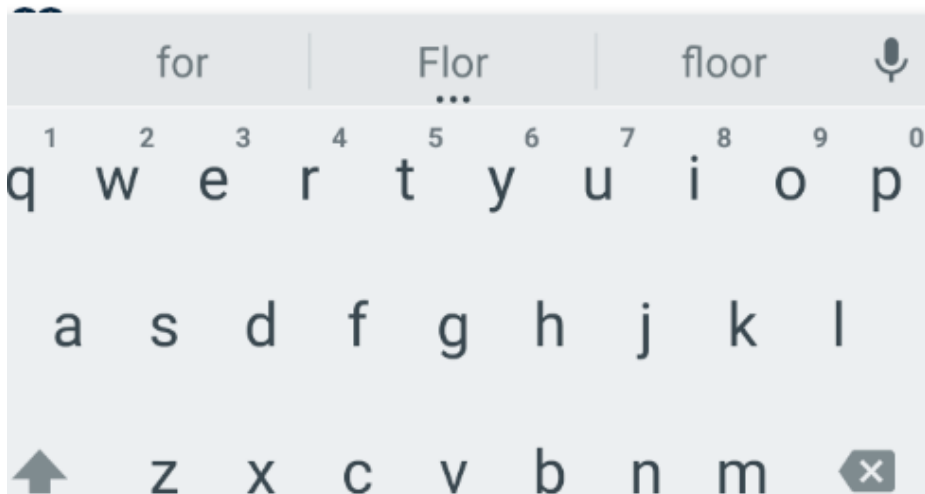 for Flor floor
1 2 3 4 5 6 7 8 9 0
q w e r t y u i o p
a s d f g h j k l
z x c v b n m